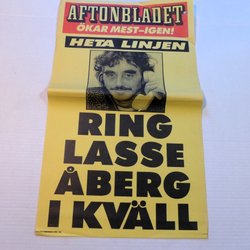 AFTONBLADET
ÖKAR MEST-IGEN!
HETA LINJEN
RING
LASSE
ÅBERG
I KVÄLL